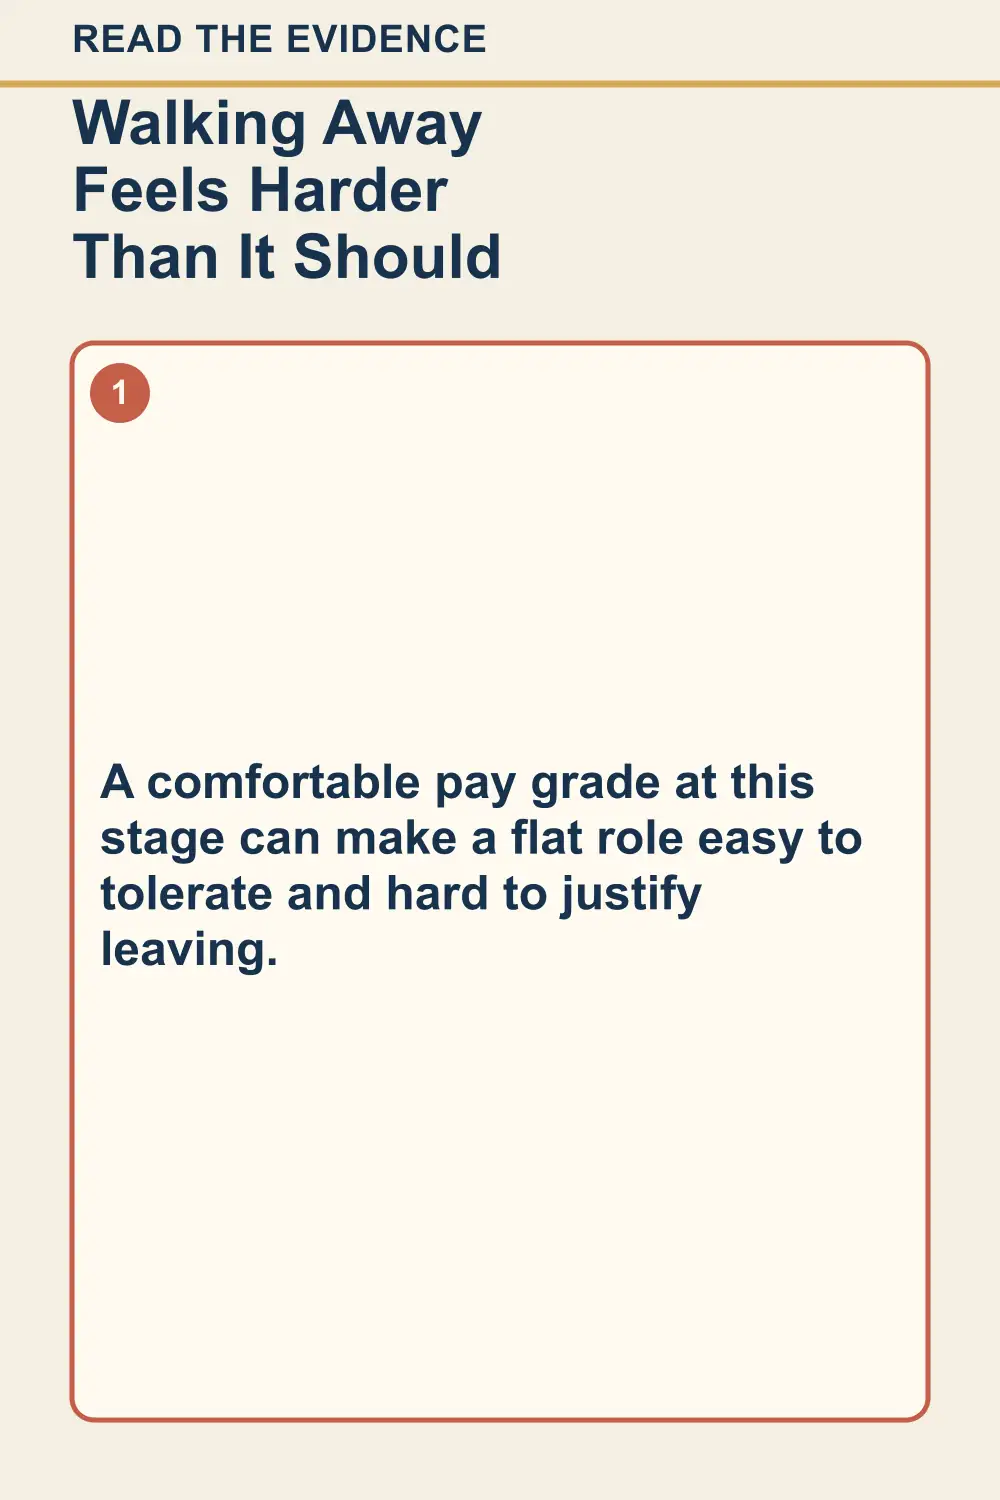 READ THE EVIDENCE
Walking Away
Feels Harder
Than It Should
1
A comfortable pay grade at this
stage can make a flat role easy to
tolerate and hard to justify
leaving.